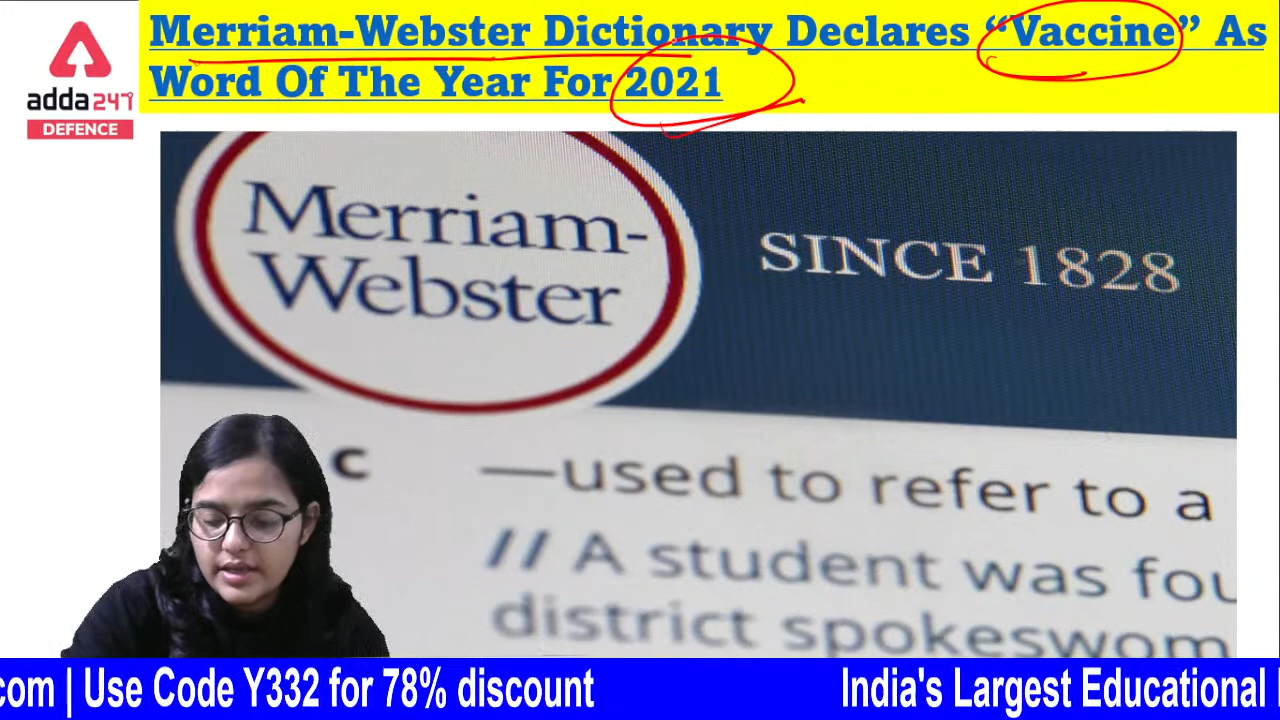 Merriam-Webster Dictionary Declares “Vaccine” As
Word Of The Year For 2021
adda247
DEFENCE
Merriam-
Webster
SINCE 1828
c —used to refer to a
// A student was fou
district spokeswom
.com | Use Code Y332 for 78% discount India's Largest Educational